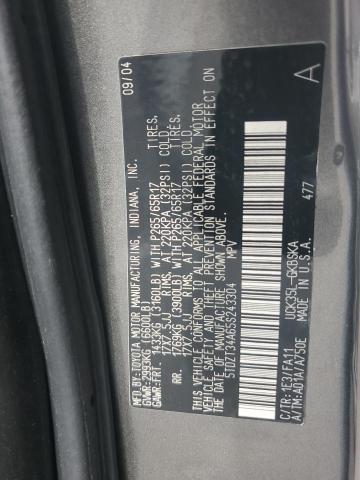 MFD. BY:TOYOTA MOTOR MANUFACTURING, INDIANA, INC. 09/04
GVWR:2993KG(6600LB)
GAWR:FRT. 1433KG(3160LB)WITH P265/65R17 TIRES,
17X7.5JJ RIMS, AT 220KPA(32PSI) COLD.
RR. 1769KG(3900LB)WITH P265/65R17 TIRES,
17X7.5JJ RIMS, AT 220KPA(32PSI) COLD.
THIS VEHICLE CONFORMS TO ALL APPLICABLE FEDERAL MOTOR
VEHICLE SAFETY AND THEFT PREVENTION STANDARDS IN EFFECT ON
THE DATE OF MANUFACTURE SHOWN ABOVE.
5TDZT34A65S243304 MPV
A
C/TR:1E3/FA11 UCK35L-GKBSKA
A/TM:A01A/A750E 477